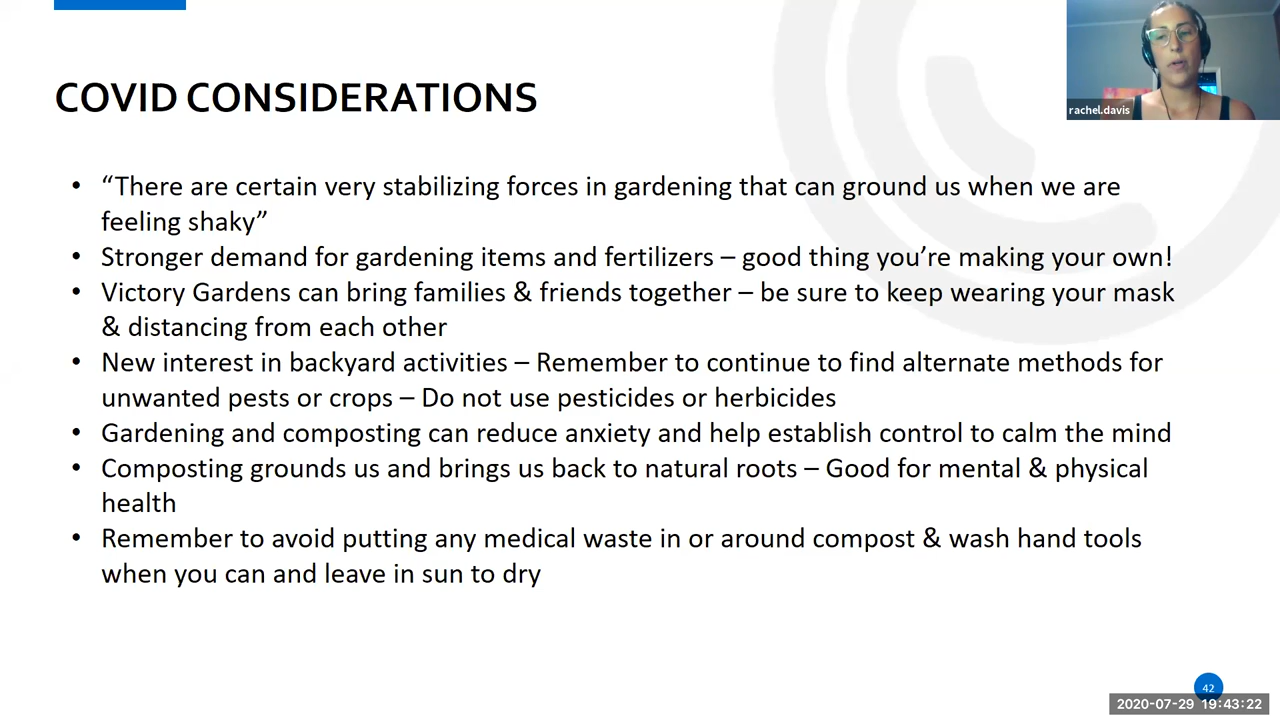 rachel.davis
COVID CONSIDERATIONS
• “There are certain very stabilizing forces in gardening that can ground us when we are
feeling shaky”
• Stronger demand for gardening items and fertilizers – good thing you’re making your own!
• Victory Gardens can bring families & friends together – be sure to keep wearing your mask
& distancing from each other
• New interest in backyard activities – Remember to continue to find alternate methods for
unwanted pests or crops – Do not use pesticides or herbicides
• Gardening and composting can reduce anxiety and help establish control to calm the mind
• Composting grounds us and brings us back to natural roots – Good for mental & physical
health
• Remember to avoid putting any medical waste in or around compost & wash hand tools
when you can and leave in sun to dry
42
2020-07-29 19:43:22